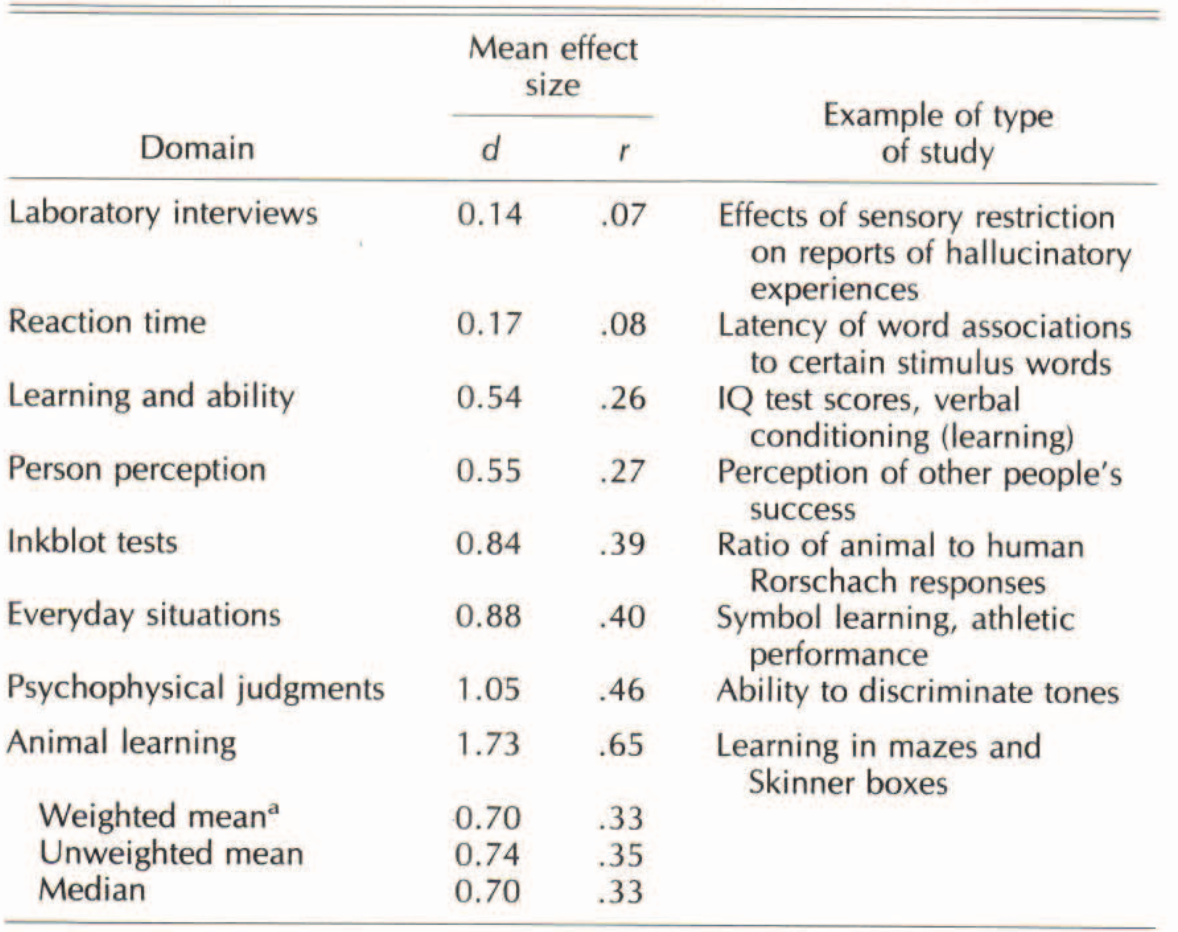 Mean effect
size
Domain d r Example of type
of study
Laboratory interviews 0.14 .07 Effects of sensory restriction
on reports of hallucinatory
experiences
Reaction time 0.17 .08 Latency of word associations
to certain stimulus words
Learning and ability 0.54 .26 IQ test scores, verbal
conditioning (learning)
Person perception 0.55 .27 Perception of other people's
success
Inkblot tests 0.84 .39 Ratio of animal to human
Rorschach responses
Everyday situations 0.88 .40 Symbol learning, athletic
performance
Psychophysical judgments 1.05 .46 Ability to discriminate tones
Animal learning 1.73 .65 Learning in mazes and
Skinner boxes
Weighted meanᵃ 0.70 .33
Unweighted mean 0.74 .35
Median 0.70 .33